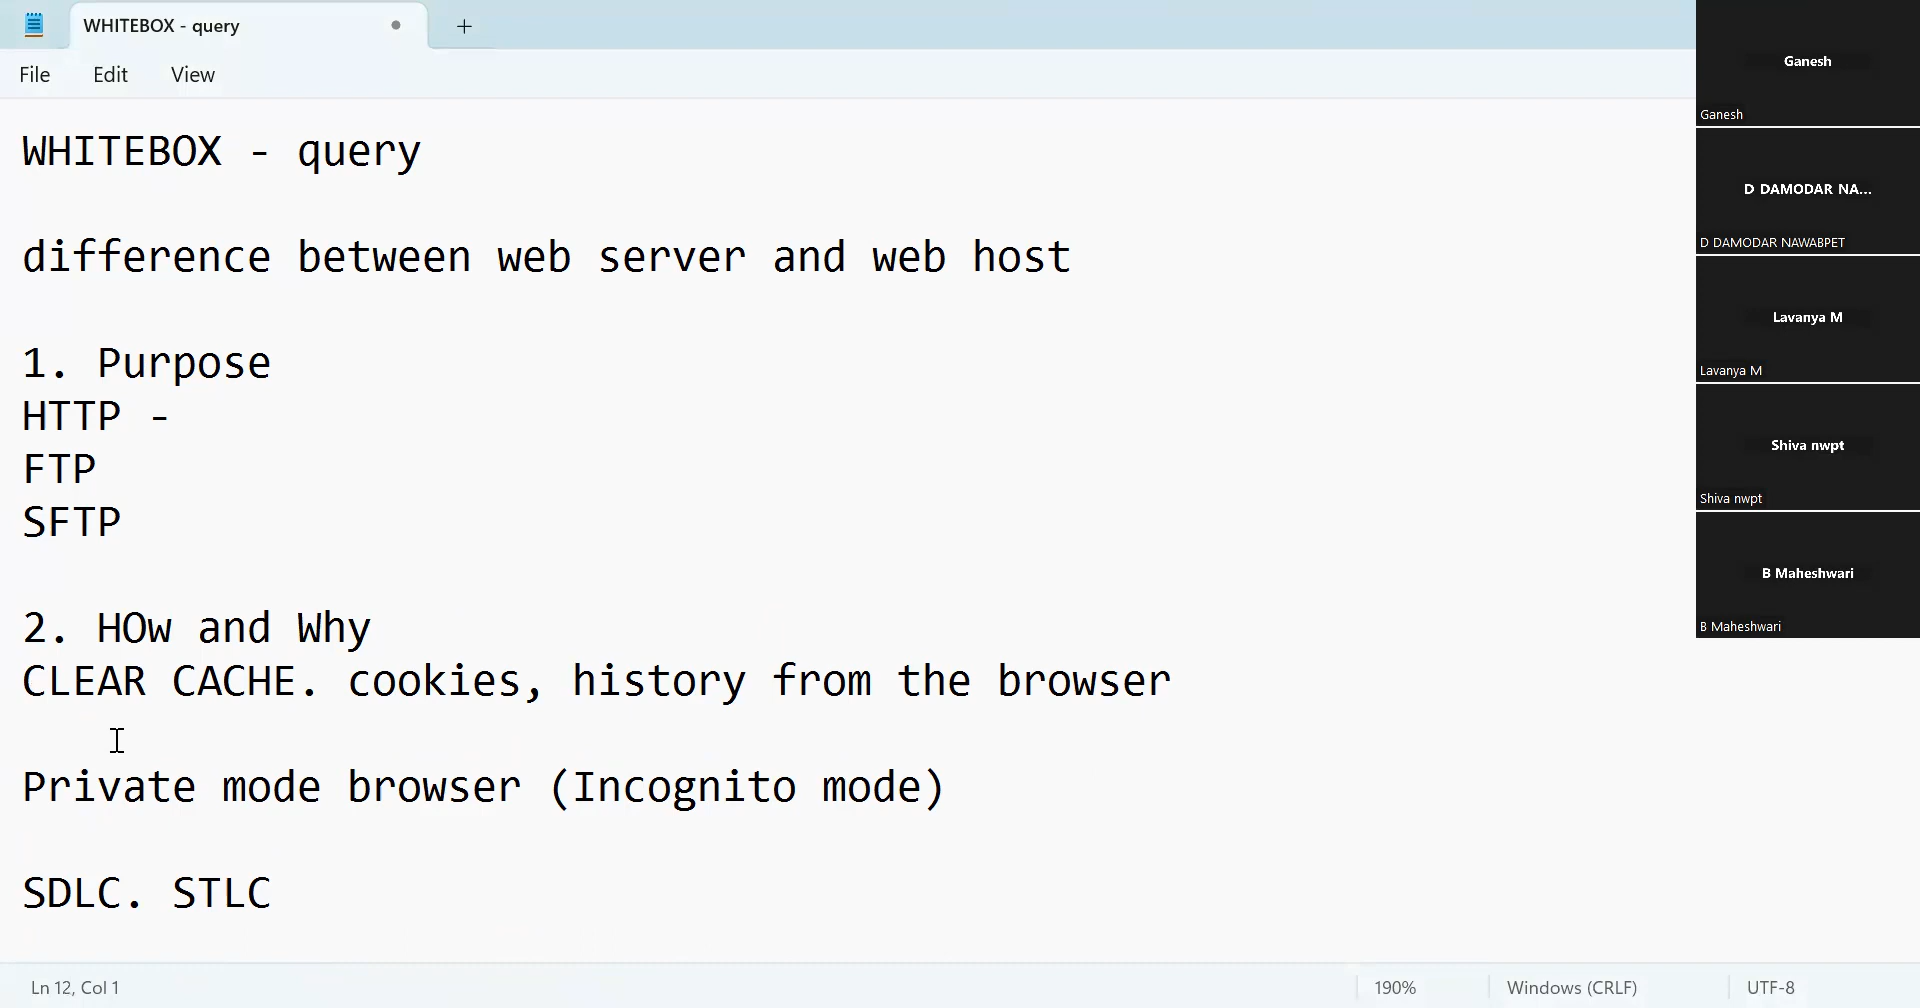 WHITEBOX - query
File Edit View
WHITEBOX - query
difference between web server and web host
1. Purpose
HTTP -
FTP
SFTP
2. HOw and Why
CLEAR CACHE. cookies, history from the browser
Private mode browser (Incognito mode)
SDLC. STLC
Ln 12, Col 1
190%
Windows (CRLF)
UTF-8
Ganesh
Ganesh
D DAMODAR NA...
D DAMODAR NAWABPET
Lavanya M
Lavanya M
Shiva nwpt
Shiva nwpt
B Maheshwari
B Maheshwari